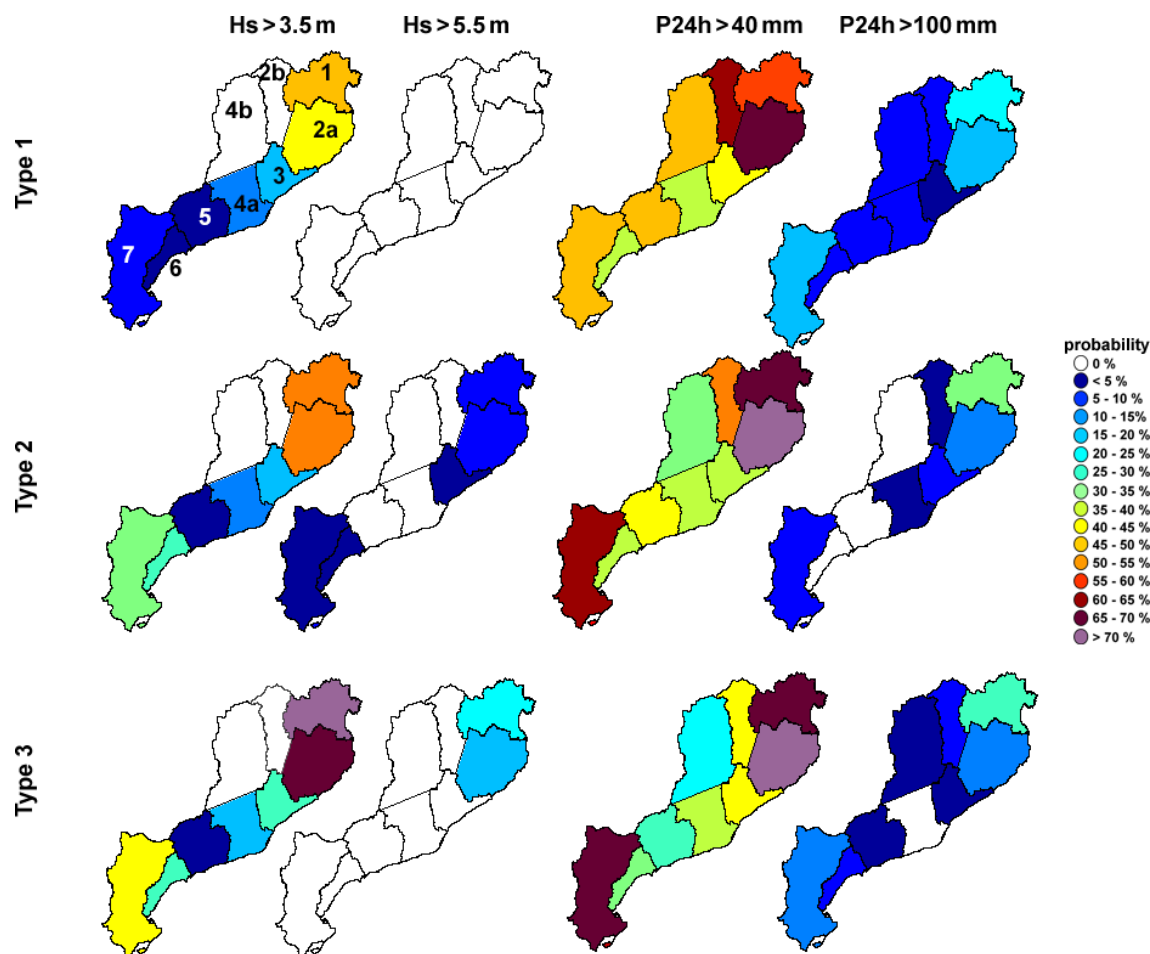 Hs > 3.5 m
Hs > 5.5 m
P24h > 40 mm
P24h > 100 mm
Type 1
2b
1
4b
2a
3
4a
5
7
6
Type 2
probability
0 %
< 5 %
5 - 10 %
10 - 15%
15 - 20 %
20 - 25 %
25 - 30 %
30 - 35 %
35 - 40 %
40 - 45 %
45 - 50 %
50 - 55 %
55 - 60 %
60 - 65 %
65 - 70 %
> 70 %
Type 3